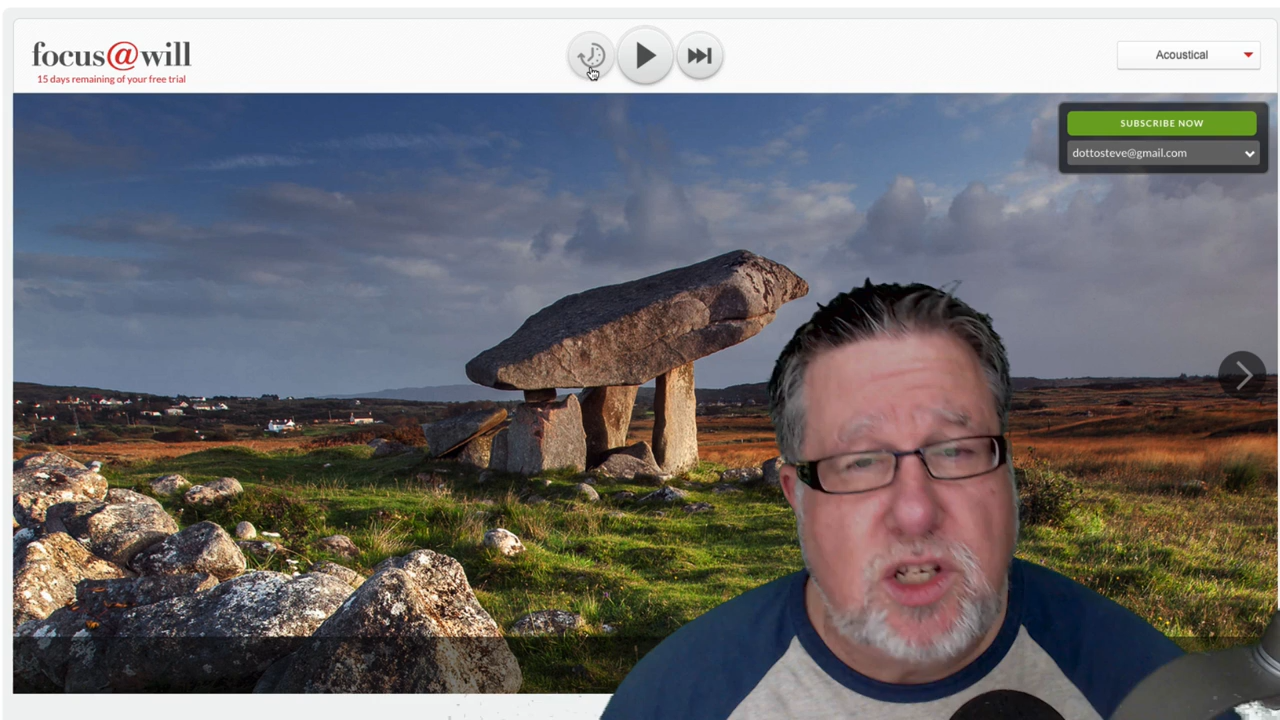 focus@will
15 days remaining of your free trial
Acoustical
SUBSCRIBE NOW
dottosteve@gmail.com